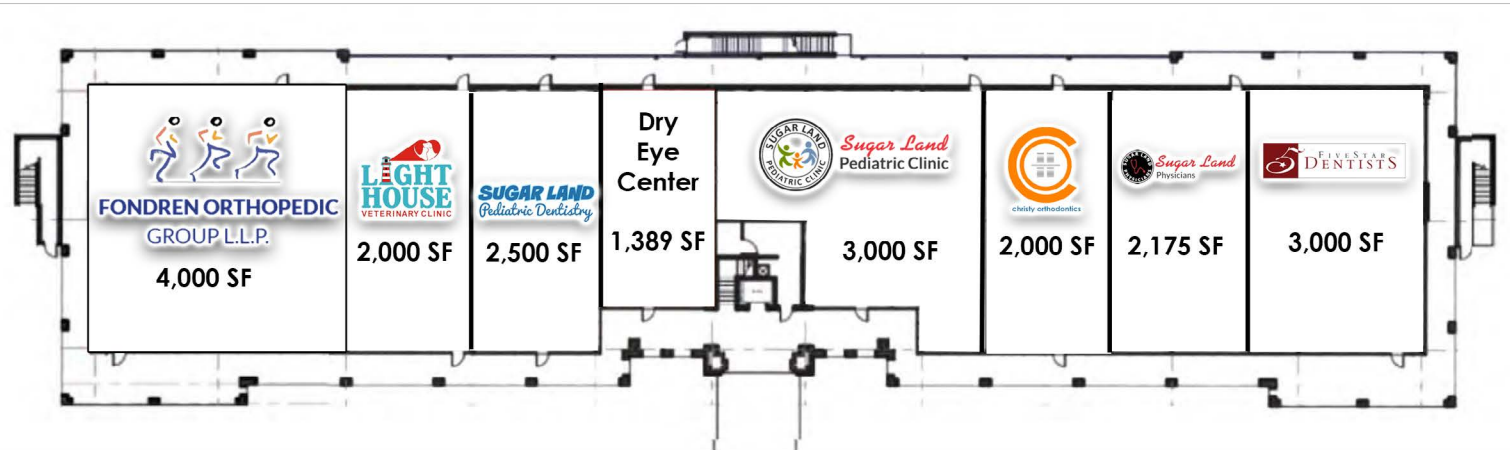 FONDREN ORTHOPEDIC
GROUP L.L.P.
4,000 SF
LIGHT
HOUSE
VETERINARY CLINIC
2,000 SF
SUGAR LAND
Pediatric Dentistry
2,500 SF
Dry
Eye
Center
1,389 SF
SUGAR LAND
PEDIATRIC CLINIC
Sugar Land
Pediatric Clinic
3,000 SF
christy orthodontics
2,000 SF
Sugar Land
Physicians
2,175 SF
FIVESTAR
DENTISTS
3,000 SF